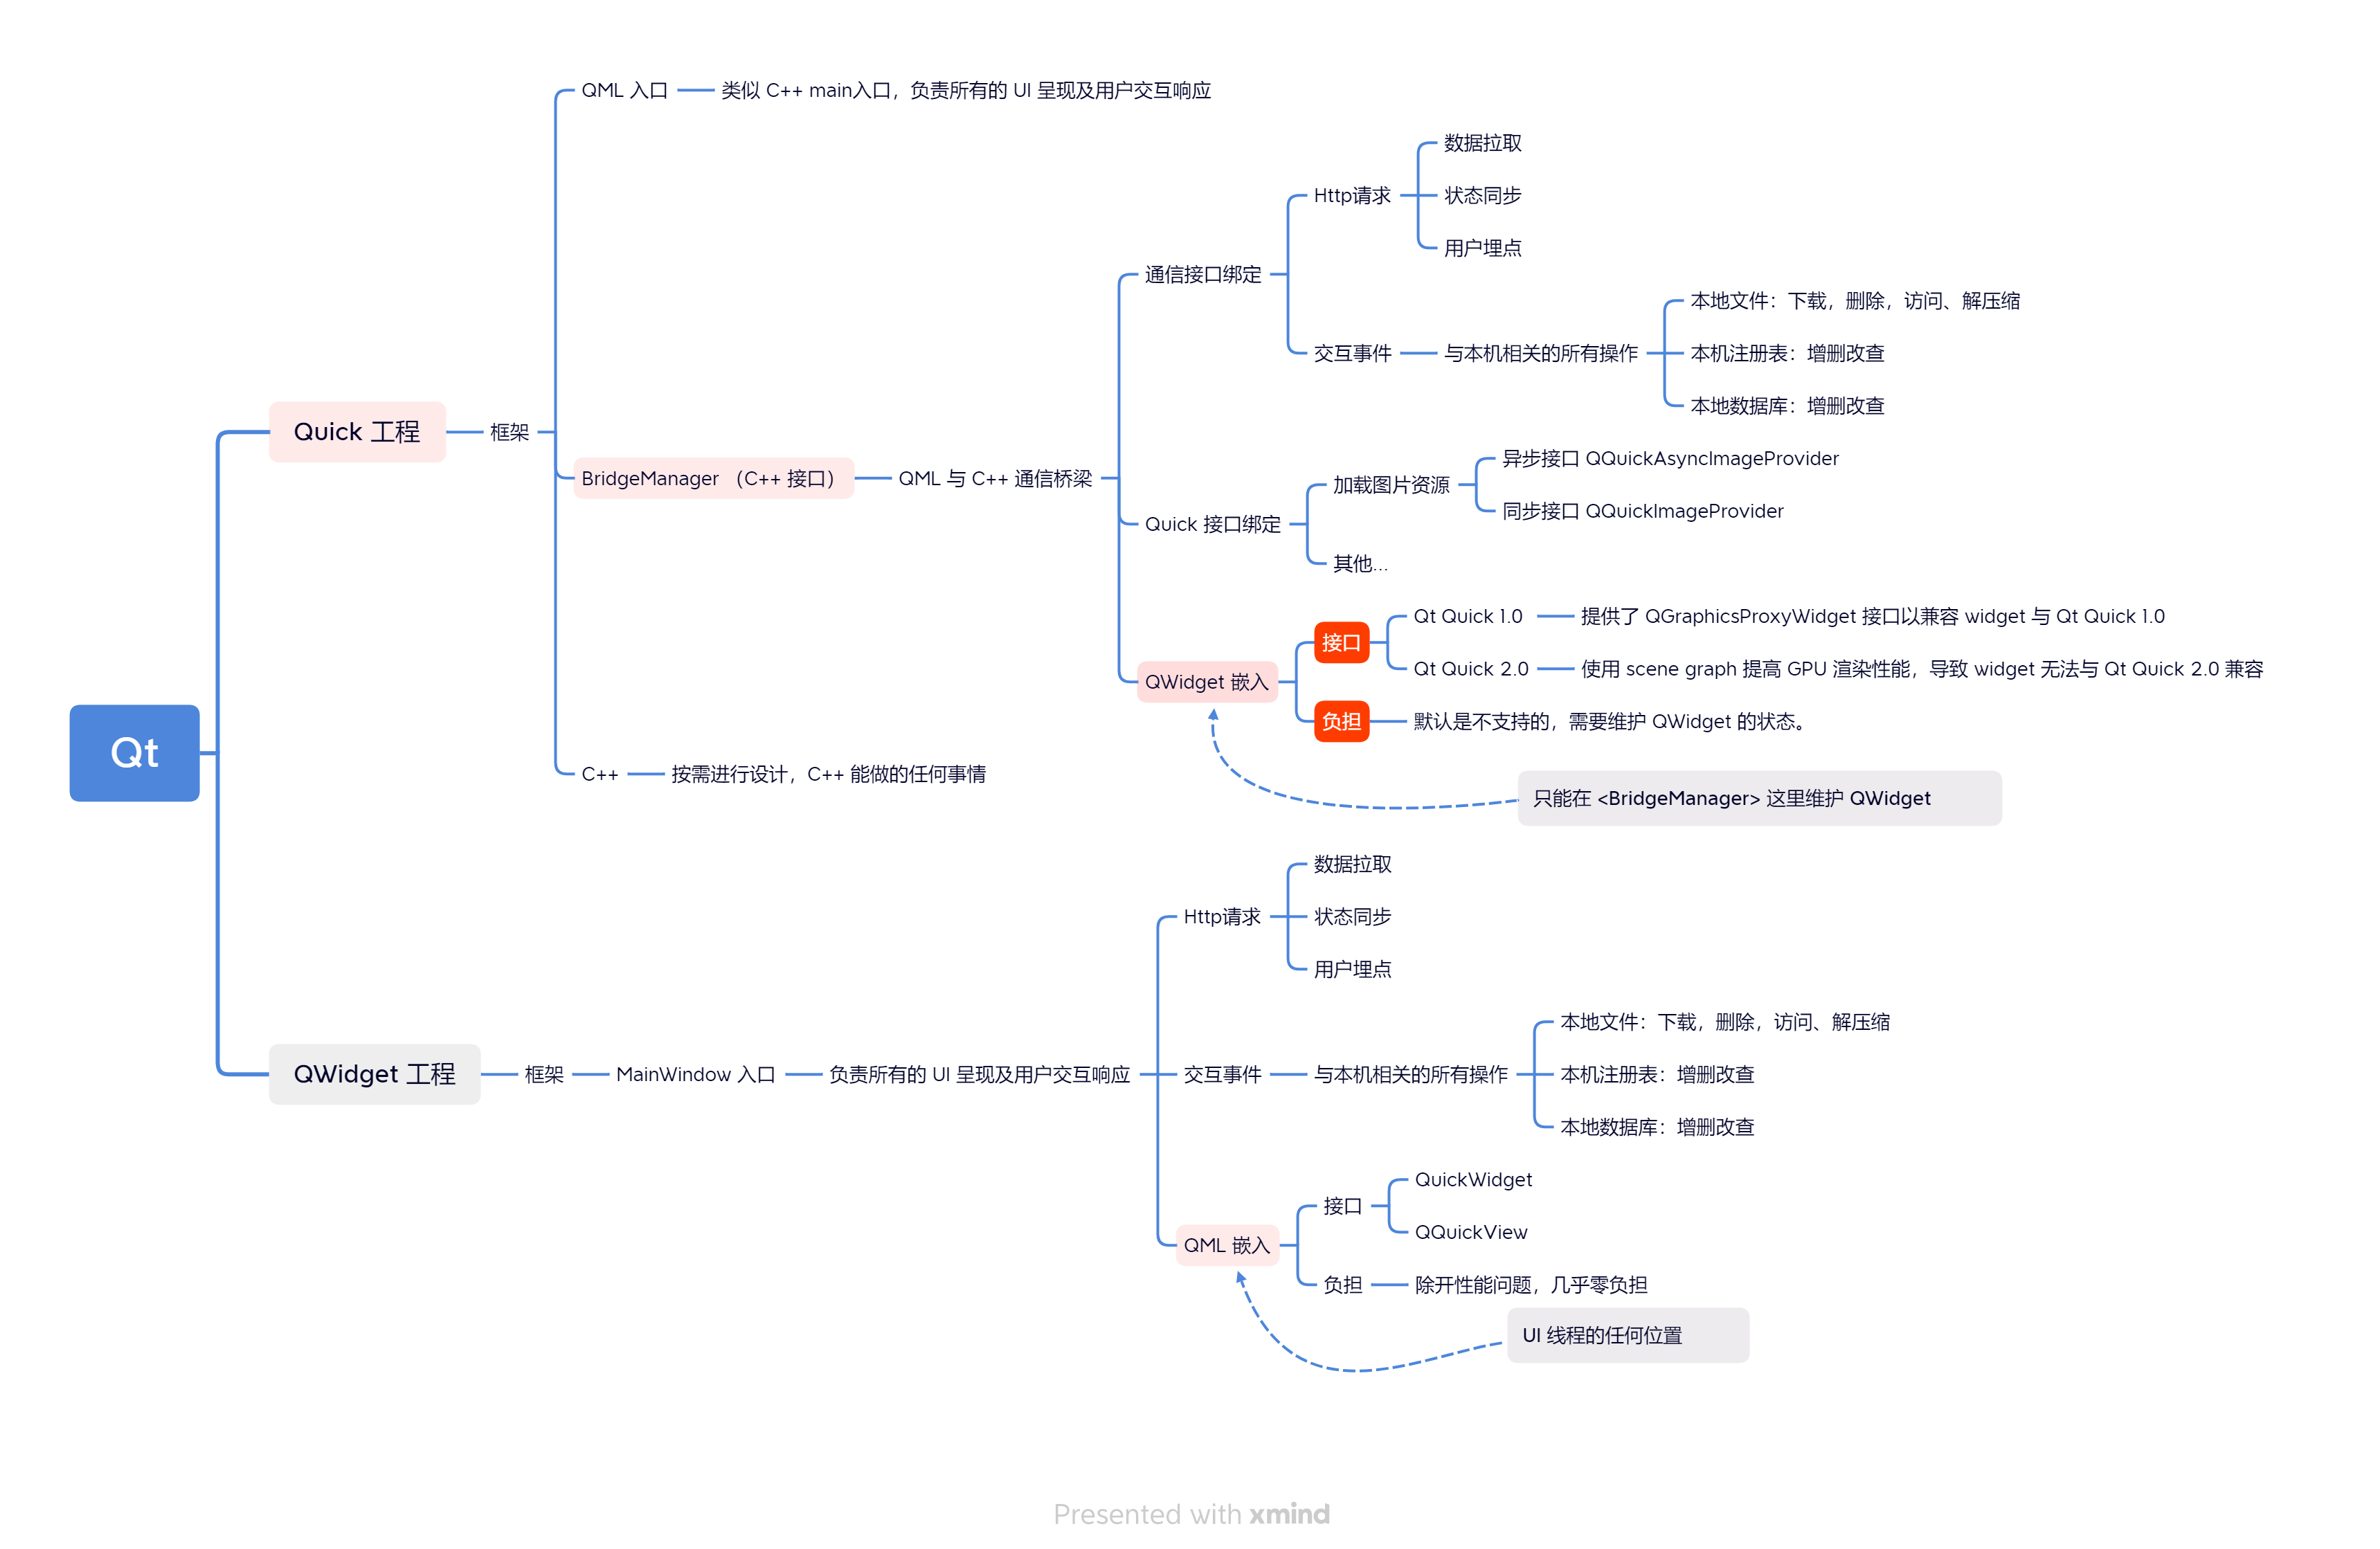 Qt
Quick 工程
框架
QML 入口
类似 C++ main入口，负责所有的 UI 呈现及用户交互响应
BridgeManager （C++ 接口）
QML 与 C++ 通信桥梁
通信接口绑定
Http请求
数据拉取
状态同步
用户埋点
交互事件
与本机相关的所有操作
本地文件：下载，删除，访问、解压缩
本机注册表：增删改查
本地数据库：增删改查
Quick 接口绑定
加载图片资源
异步接口 QQuickAsyncImageProvider
同步接口 QQuickImageProvider
其他...
QWidget 嵌入
接口
Qt Quick 1.0
提供了 QGraphicsProxyWidget 接口以兼容 widget 与 Qt Quick 1.0
Qt Quick 2.0
使用 scene graph 提高 GPU 渲染性能，导致 widget 无法与 Qt Quick 2.0 兼容
负担
默认是不支持的，需要维护 QWidget 的状态。
只能在 <BridgeManager> 这里维护 QWidget
C++
按需进行设计，C++ 能做的任何事情
QWidget 工程
框架
MainWindow 入口
负责所有的 UI 呈现及用户交互响应
Http请求
数据拉取
状态同步
用户埋点
交互事件
与本机相关的所有操作
本地文件：下载，删除，访问、解压缩
本机注册表：增删改查
本地数据库：增删改查
QML 嵌入
接口
QuickWidget
QQuickView
负担
除开性能问题，几乎零负担
UI 线程的任何位置
Presented with xmind